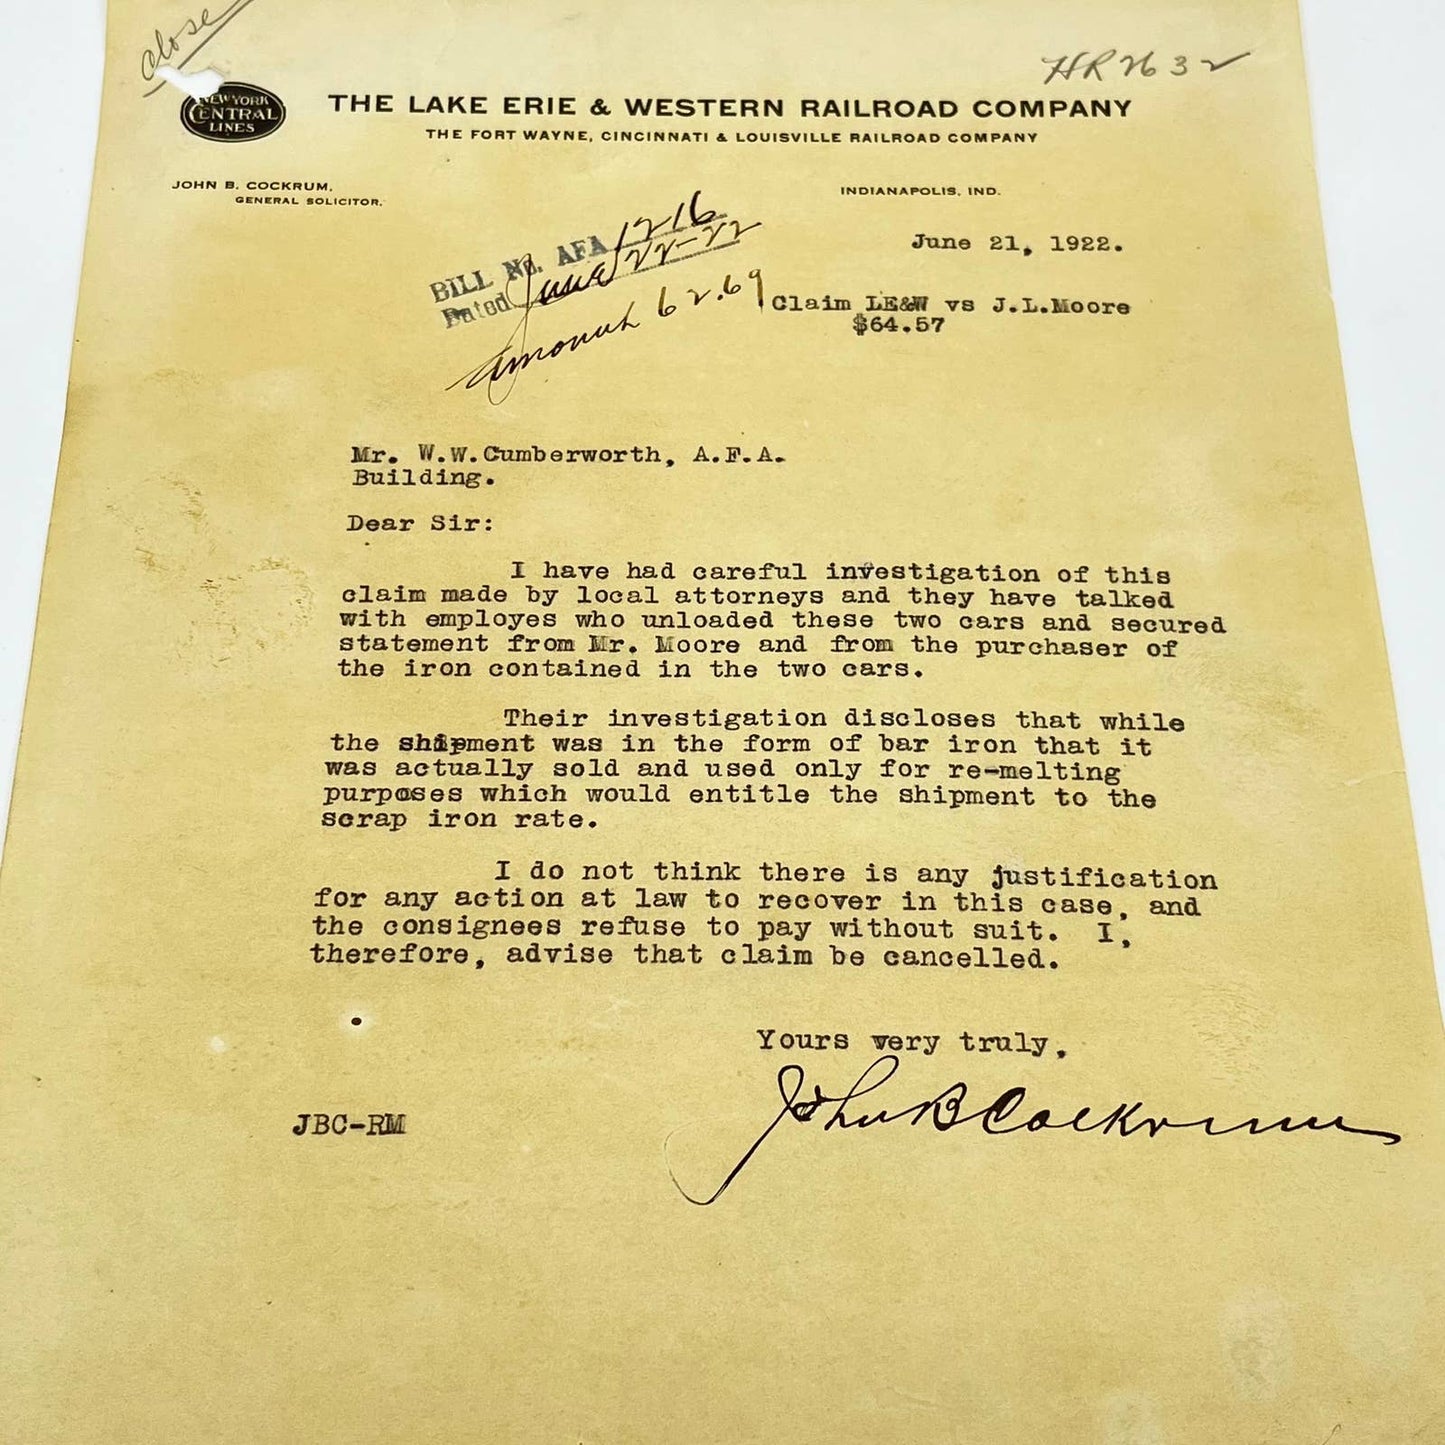 Close
HR2632
NEW YORK
CENTRAL
LINES
THE LAKE ERIE & WESTERN RAILROAD COMPANY
THE FORT WAYNE, CINCINNATI & LOUISVILLE RAILROAD COMPANY
JOHN B. COCKRUM,
GENERAL SOLICITOR.
INDIANAPOLIS, IND.
June 21, 1922.
BILL No. AFA 1216
Dated June 22-22
Amount 62.69
Claim LE&W vs J.L.Moore
$64.57
Mr. W.W.Cumberworth, A.F.A.
Building.
Dear Sir:
I have had careful investigation of this
claim made by local attorneys and they have talked
with employes who unloaded these two cars and secured
statement from Mr. Moore and from the purchaser of
the iron contained in the two cars.
Their investigation discloses that while
the shipment was in the form of bar iron that it
was actually sold and used only for re-melting
purposes which would entitle the shipment to the
scrap iron rate.
I do not think there is any justification
for any action at law to recover in this case, and
the consignees refuse to pay without suit. I,
therefore, advise that claim be cancelled.
Yours very truly,
John B Cockrum
JBC-RM